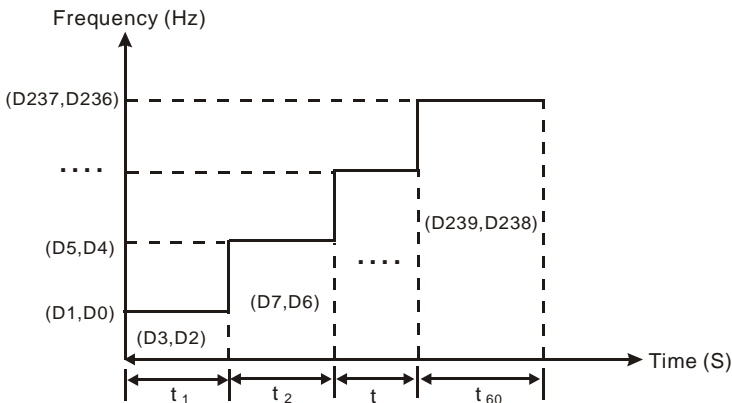 Frequency (Hz)
(D237,D236)
....
(D239,D238)
(D5,D4)
....
(D7,D6)
(D1,D0)
(D3,D2)
Time (S)
t 1
t 2
t
t 60